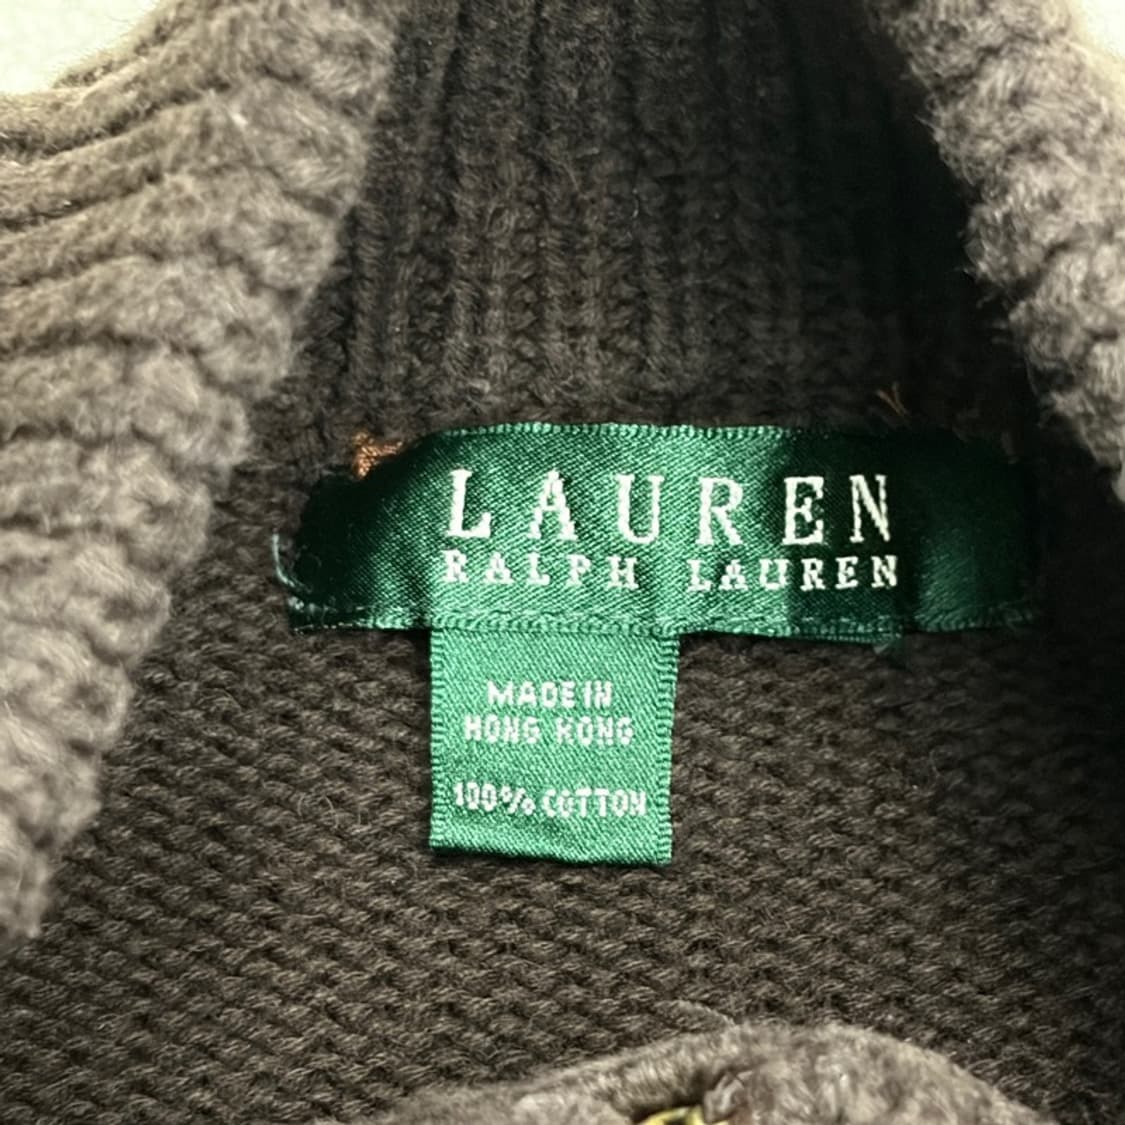 LAUREN
RALPH LAUREN
MADE IN
HONG KONG
100% COTTON